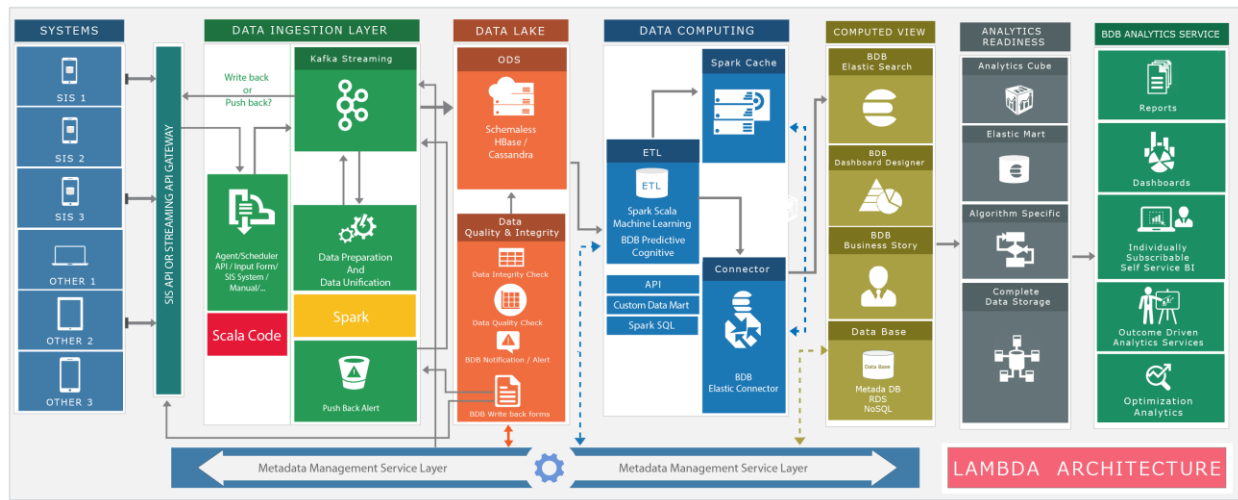 SYSTEMS
SIS 1
SIS 2
SIS 3
OTHER 1
OTHER 2
OTHER 3
SIS API OR STREAMING API GATEWAY
DATA INGESTION LAYER
Write back
or
Push back?
Kafka Streaming
Agent/Scheduler
API / Input Form/
SIS System /
Manual/...
Scala Code
Data Preparation
And
Data Unification
Spark
Push Back Alert
DATA LAKE
ODS
Schemaless
HBase /
Cassandra
Data
Quality & Integrity
Data Integrity Check
Data Quality Check
BDB Notification / Alert
BDB Write back forms
DATA COMPUTING
Spark Cache
ETL
ETL
Spark Scala
Machine Learning
BDB Predictive
Cognitive
API
Custom Data Mart
Spark SQL
Connector
BDB
Elastic Connector
COMPUTED VIEW
BDB
Elastic Search
BDB
Dashboard Designer
BDB
Business Story
Data Base
Data Base
Metada DB
RDS
NoSQL
ANALYTICS
READINESS
Analytics Cube
Elastic Mart
Algorithm Specific
Complete
Data Storage
BDB ANALYTICS SERVICE
Reports
Dashboards
Individually
Subscribable
Self Service BI
Outcome Driven
Analytics Services
Optimization
Analytics
Metadata Management Service Layer
Metadata Management Service Layer
LAMBDA ARCHITECTURE